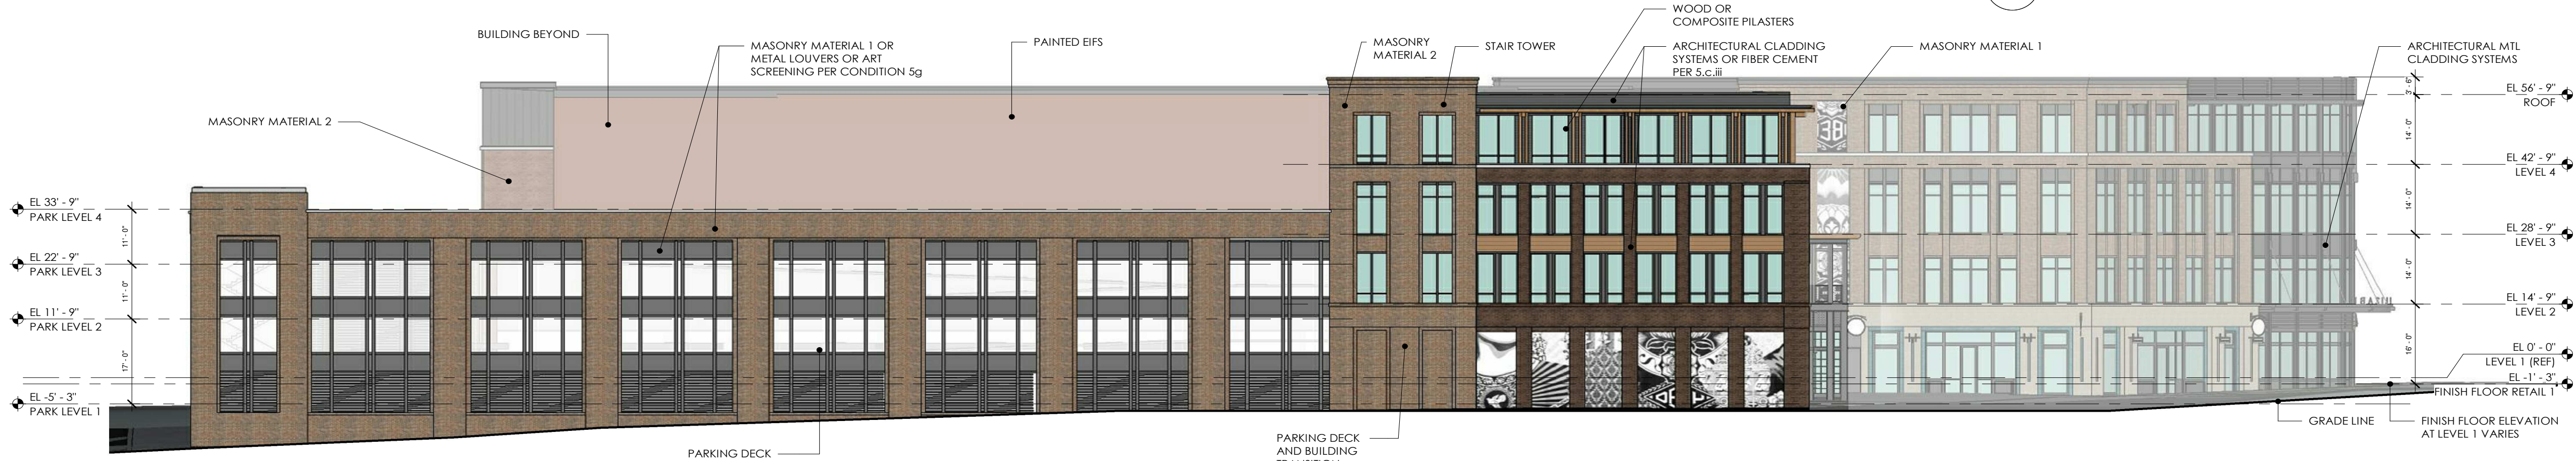 WOOD OR
COMPOSITE PILASTERS
BUILDING BEYOND
MASONRY MATERIAL 1 OR
METAL LOUVERS OR ART
SCREENING PER CONDITION 5g
PAINTED EIFS
MASONRY
MATERIAL 2
STAIR TOWER
ARCHITECTURAL CLADDING
SYSTEMS OR FIBER CEMENT
PER 5.c.iii
MASONRY MATERIAL 1
ARCHITECTURAL MTL
CLADDING SYSTEMS
MASONRY MATERIAL 2
EL 33' - 9"
PARK LEVEL 4
11' - 0"
EL 22' - 9"
PARK LEVEL 3
11' - 0"
EL 11' - 9"
PARK LEVEL 2
17' - 0"
EL -5' - 3"
PARK LEVEL 1
38
3' - 6"
EL 56' - 9"
ROOF
14' - 0"
EL 42' - 9"
LEVEL 4
14' - 0"
EL 28' - 9"
LEVEL 3
14' - 0"
EL 14' - 9"
LEVEL 2
16' - 0"
EL 0' - 0"
LEVEL 1 (REF)
EL -1' - 3"
FINISH FLOOR RETAIL 1
PARKING DECK
PARKING DECK
AND BUILDING
GRADE LINE
FINISH FLOOR ELEVATION
AT LEVEL 1 VARIES